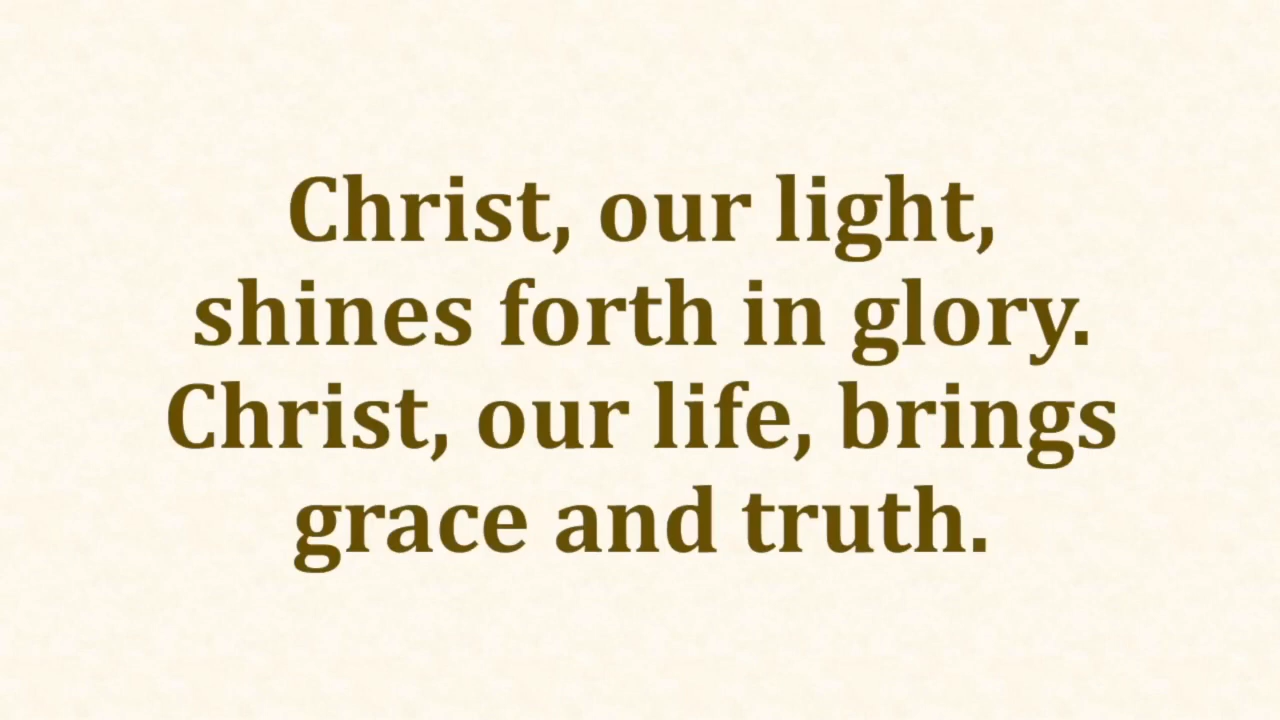 Christ, our light,
shines forth in glory.
Christ, our life, brings
grace and truth.